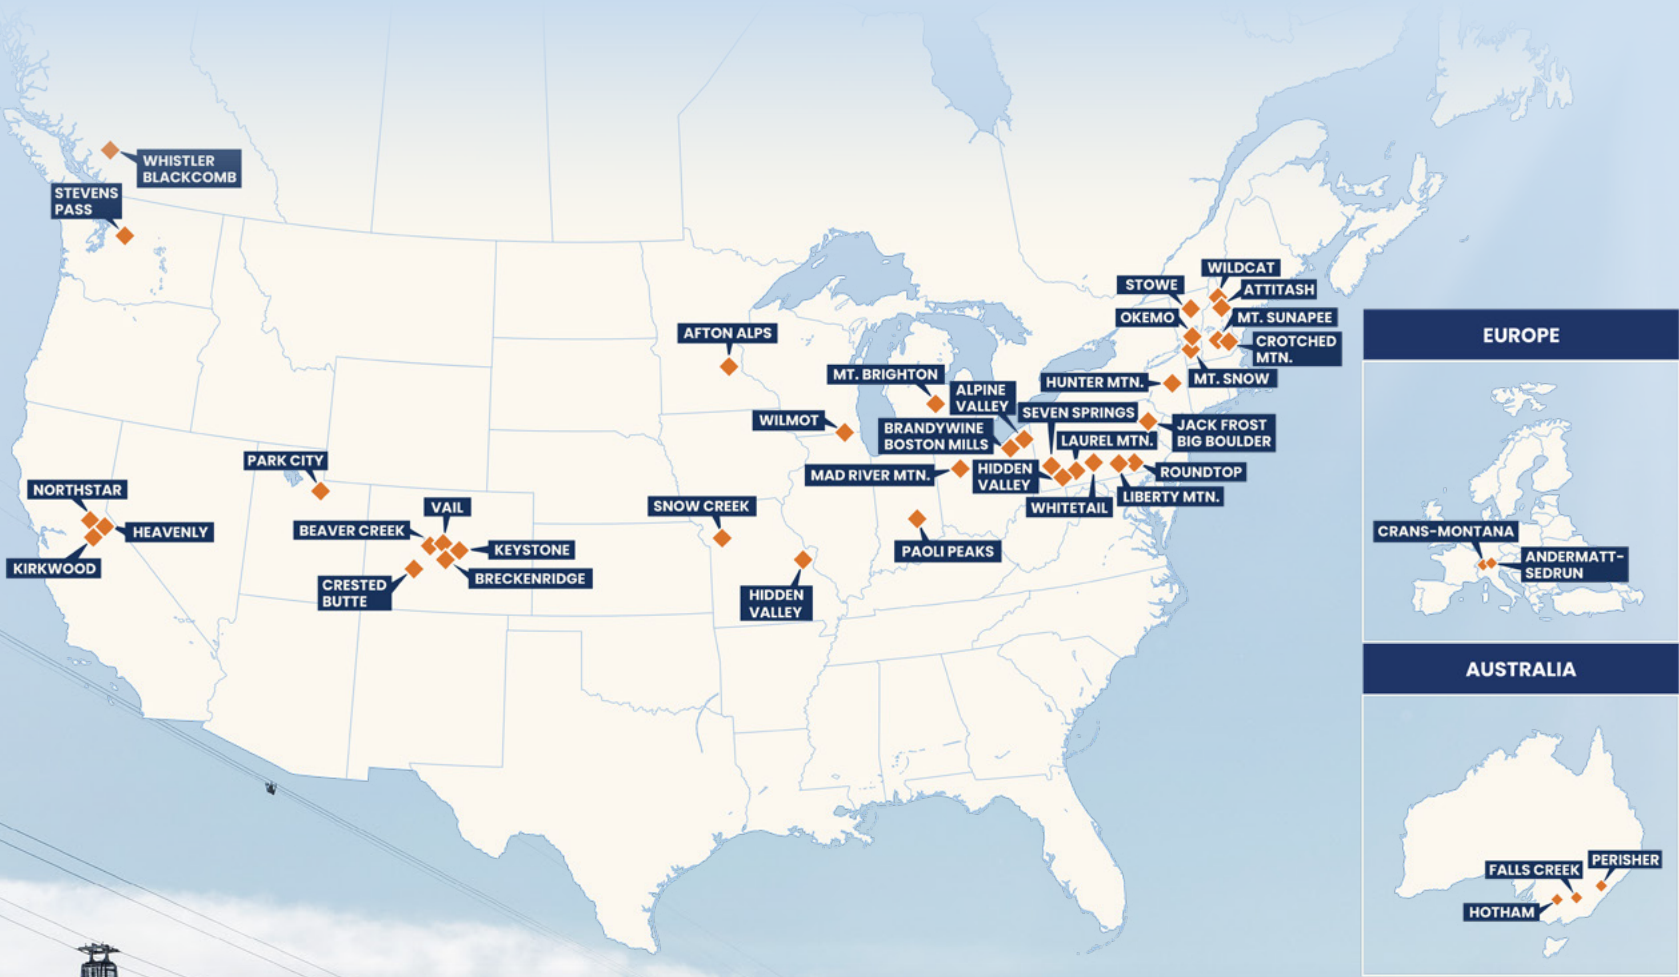 WHISTLER
BLACKCOMB
STEVENS
PASS
WILDCAT
STOWE
ATTITASH
OKEMO
MT. SUNAPEE
CROTCHED
MTN.
MT. SNOW
HUNTER MTN.
AFTON ALPS
MT. BRIGHTON
ALPINE
VALLEY
SEVEN SPRINGS
WILMOT
BRANDYWINE
BOSTON MILLS
JACK FROST
BIG BOULDER
LAUREL MTN.
MAD RIVER MTN.
HIDDEN
VALLEY
ROUNDTOP
LIBERTY MTN.
WHITETAIL
PARK CITY
NORTHSTAR
HEAVENLY
KIRKWOOD
VAIL
BEAVER CREEK
KEYSTONE
BRECKENRIDGE
CRESTED
BUTTE
SNOW CREEK
PAOLI PEAKS
HIDDEN
VALLEY
EUROPE
CRANS-MONTANA
ANDERMATT-
SEDRUN
AUSTRALIA
PERISHER
FALLS CREEK
HOTHAM